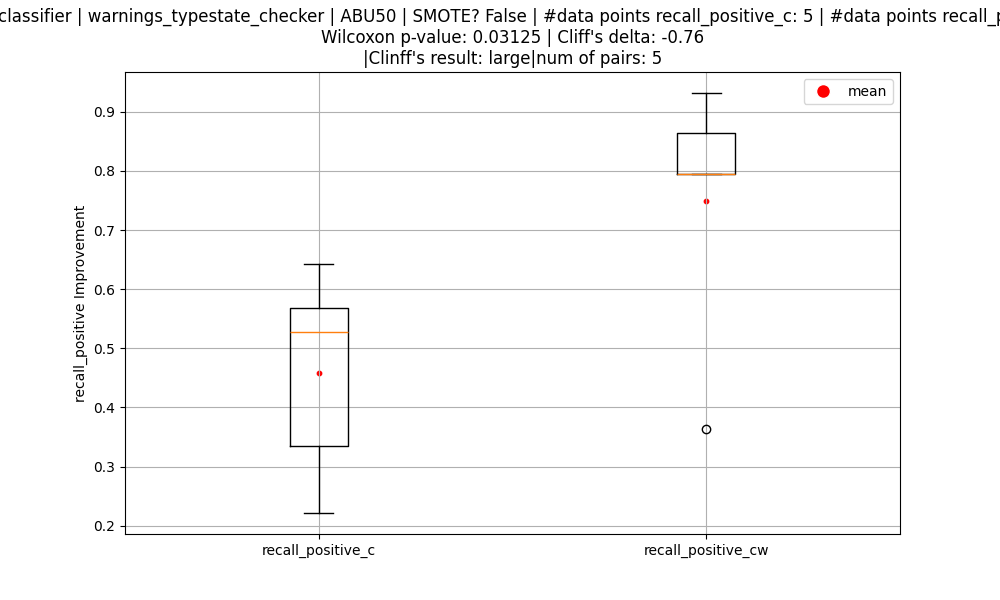 classifier | warnings_typestate_checker | ABU50 | SMOTE? False | #data points recall_positive_c: 5 | #data points recall_p
Wilcoxon p-value: 0.03125 | Cliff's delta: -0.76
|Clinff's result: large|num of pairs: 5
mean
0.9
0.8
0.7
0.6
0.5
0.4
0.3
0.2
recall_positive Improvement
recall_positive_c
recall_positive_cw